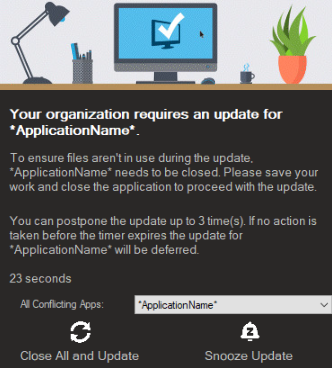 Your organization requires an update for
*ApplicationName*.
To ensure files aren't in use during the update,
*ApplicationName* needs to be closed. Please save your
work and close the application to proceed with the update.
You can postpone the update up to 3 time(s). If no action is
taken before the timer expires the update for
*ApplicationName* will be deferred.
23 seconds
All Conflicting Apps: *ApplicationName*
Close All and Update Snooze Update